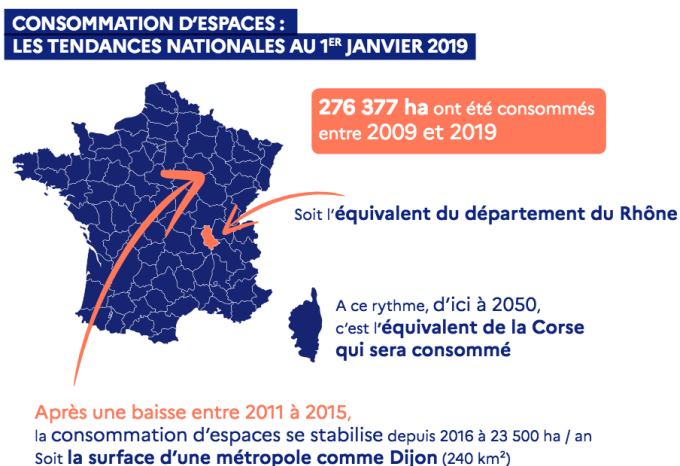 CONSOMMATION D'ESPACES :
LES TENDANCES NATIONALES AU 1ER JANVIER 2019
276 377 ha ont été consommés
entre 2009 et 2019
Soit l'équivalent du département du Rhône
A ce rythme, d'ici à 2050,
c'est l'équivalent de la Corse
qui sera consommé
Après une baisse entre 2011 à 2015,
la consommation d'espaces se stabilise depuis 2016 à 23 500 ha / an
Soit la surface d'une métropole comme Dijon (240 km²)